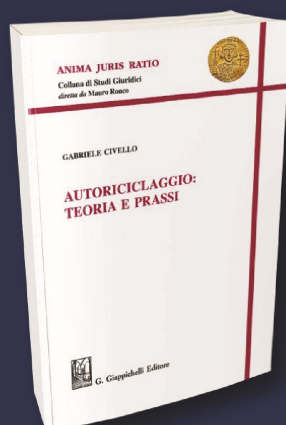 ANIMA JURIS RATIO
Collana di Studi Giuridici
diretta da Mauro Ronco
GABRIELE CIVELLO
AUTORICICLAGGIO:
TEORIA E PRASSI
G. Giappichelli Editore